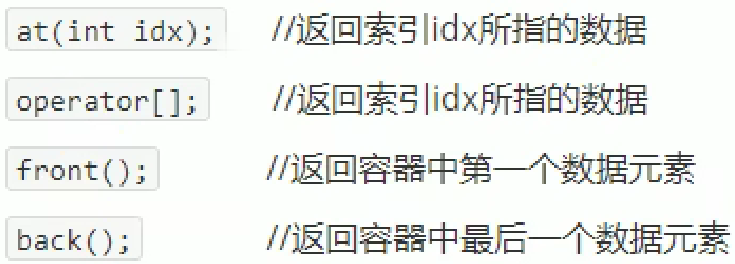 at(int idx); //返回索引idx所指的数据
operator[]; //返回索引idx所指的数据
front(); //返回容器中第一个数据元素
back(); //返回容器中最后一个数据元素